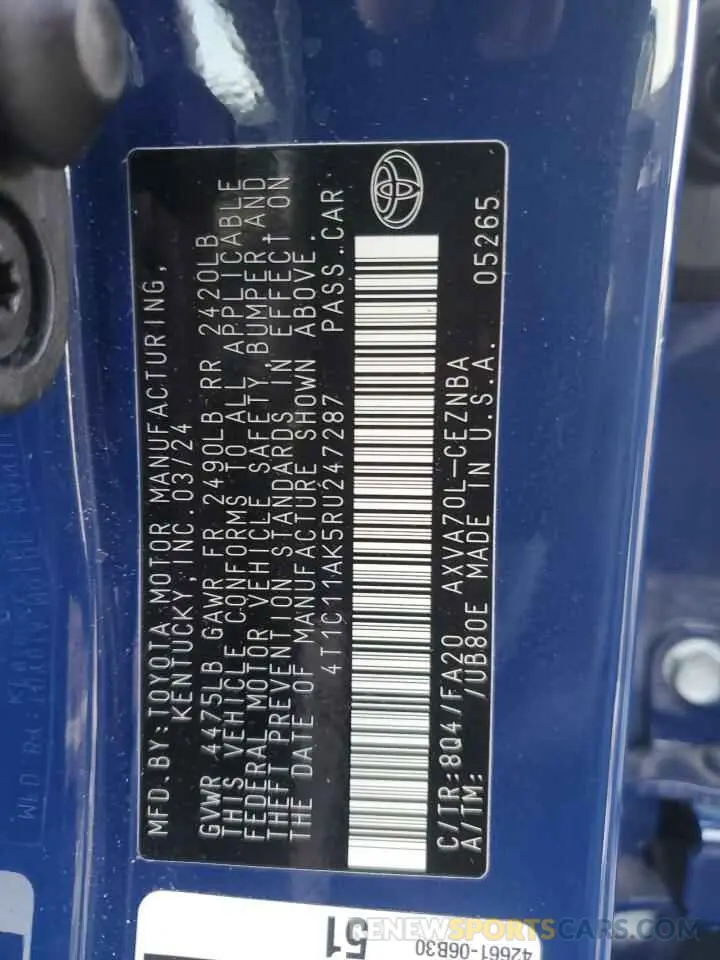 MFD.BY:TOYOTA MOTOR MANUFACTURING,
KENTUCKY,INC.03/24
GVWR 4475LB GAWR FR 2490LB RR 2420LB
THIS VEHICLE CONFORMS TO ALL APPLICABLE
FEDERAL MOTOR VEHICLE SAFETY,BUMPER,AND
THEFT PREVENTION STANDARDS IN EFFECT ON
THE DATE OF MANUFACTURE SHOWN ABOVE.
4T1C11AK5RU247287 PASS.CAR
C/TR:8Q4/FA20 AXVA70L-CEZNBA
A/TM: /UB80E MADE IN U.S.A. 05265
42661-06B30
51
RENEWSPORTSCARS.COM